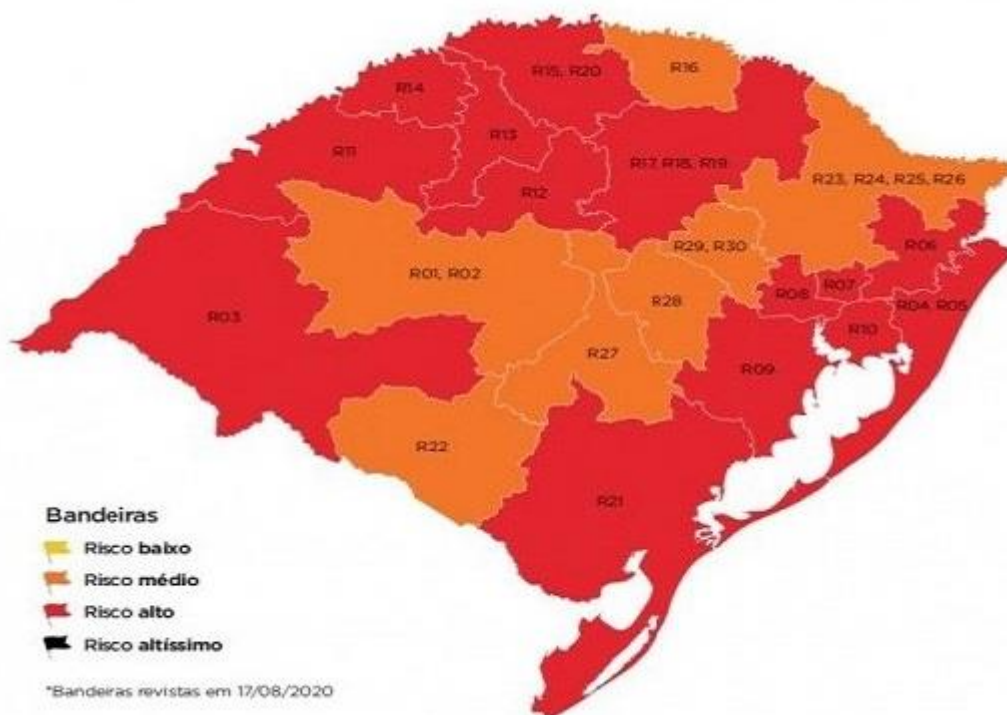 R15, R20
R16
R14
R13
R11
R17, R18, R19
R12
R23, R24, R25, R26
R06
R29, R30
R01, R02
R08
R07
R28
R04, R05
R03
R10
R27
R09
R22
R21
Bandeiras
Risco baixo
Risco médio
Risco alto
Risco altíssimo
*Bandeiras revistas em 17/08/2020